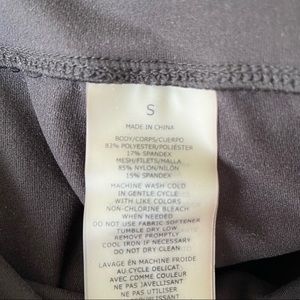 S
MADE IN CHINA
BODY/CORPS/CUERPO
83% POLYESTER/POLIÉSTER
17% SPANDEX
MESH/FILETS/MALLA
85% NYLON/NILON
15% SPANDEX
MACHINE WASH COLD
IN GENTLE CYCLE
WITH LIKE COLORS
NON-CHLORINE BLEACH
WHEN NEEDED
DO NOT USE FABRIC SOFTENER
TUMBLE DRY LOW
REMOVE PROMPTLY
COOL IRON IF NECESSARY
DO NOT DRY CLEAN
LAVAGE EN MACHINE FROIDE
AU CYCLE DELICAT
AVEC COMME COULEUR
NE PAS JAVELLISANT
NE PAS UTILISER